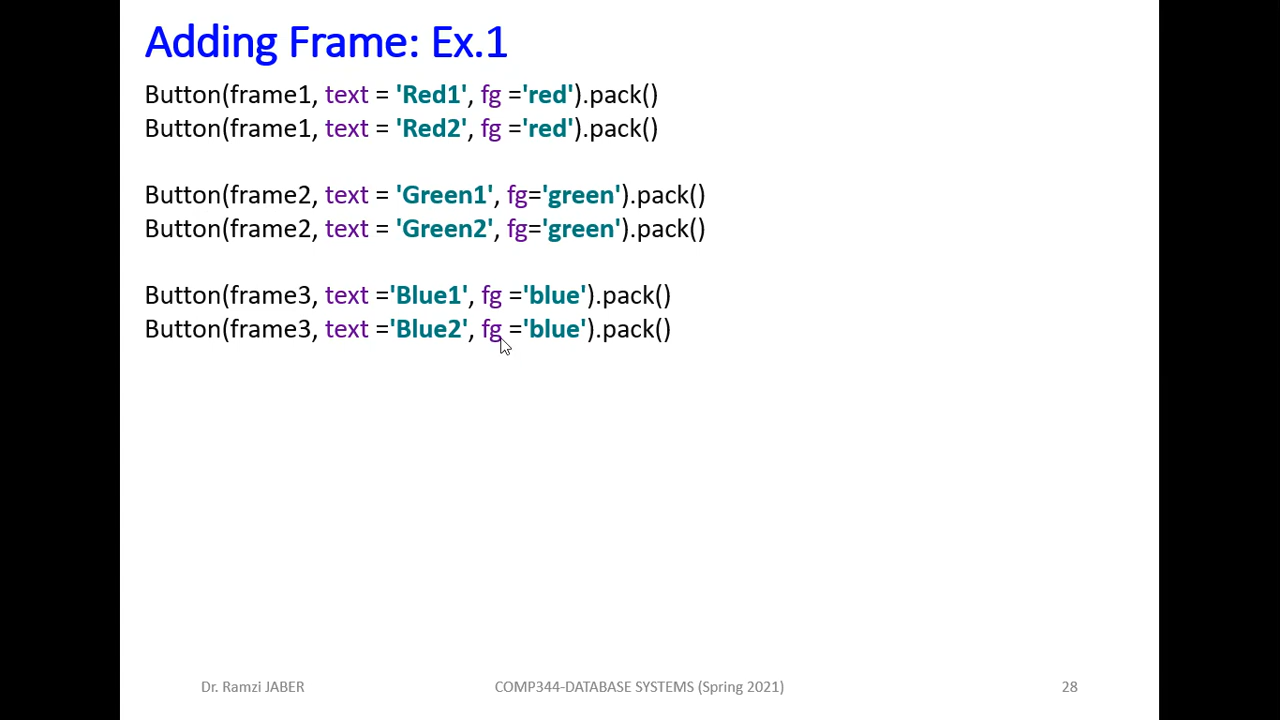 Adding Frame: Ex.1
Button(frame1, text = 'Red1', fg ='red').pack()
Button(frame1, text = 'Red2', fg ='red').pack()
Button(frame2, text = 'Green1', fg='green').pack()
Button(frame2, text = 'Green2', fg='green').pack()
Button(frame3, text ='Blue1', fg ='blue').pack()
Button(frame3, text ='Blue2', fg ='blue').pack()
Dr. Ramzi JABER
COMP344-DATABASE SYSTEMS (Spring 2021)
28